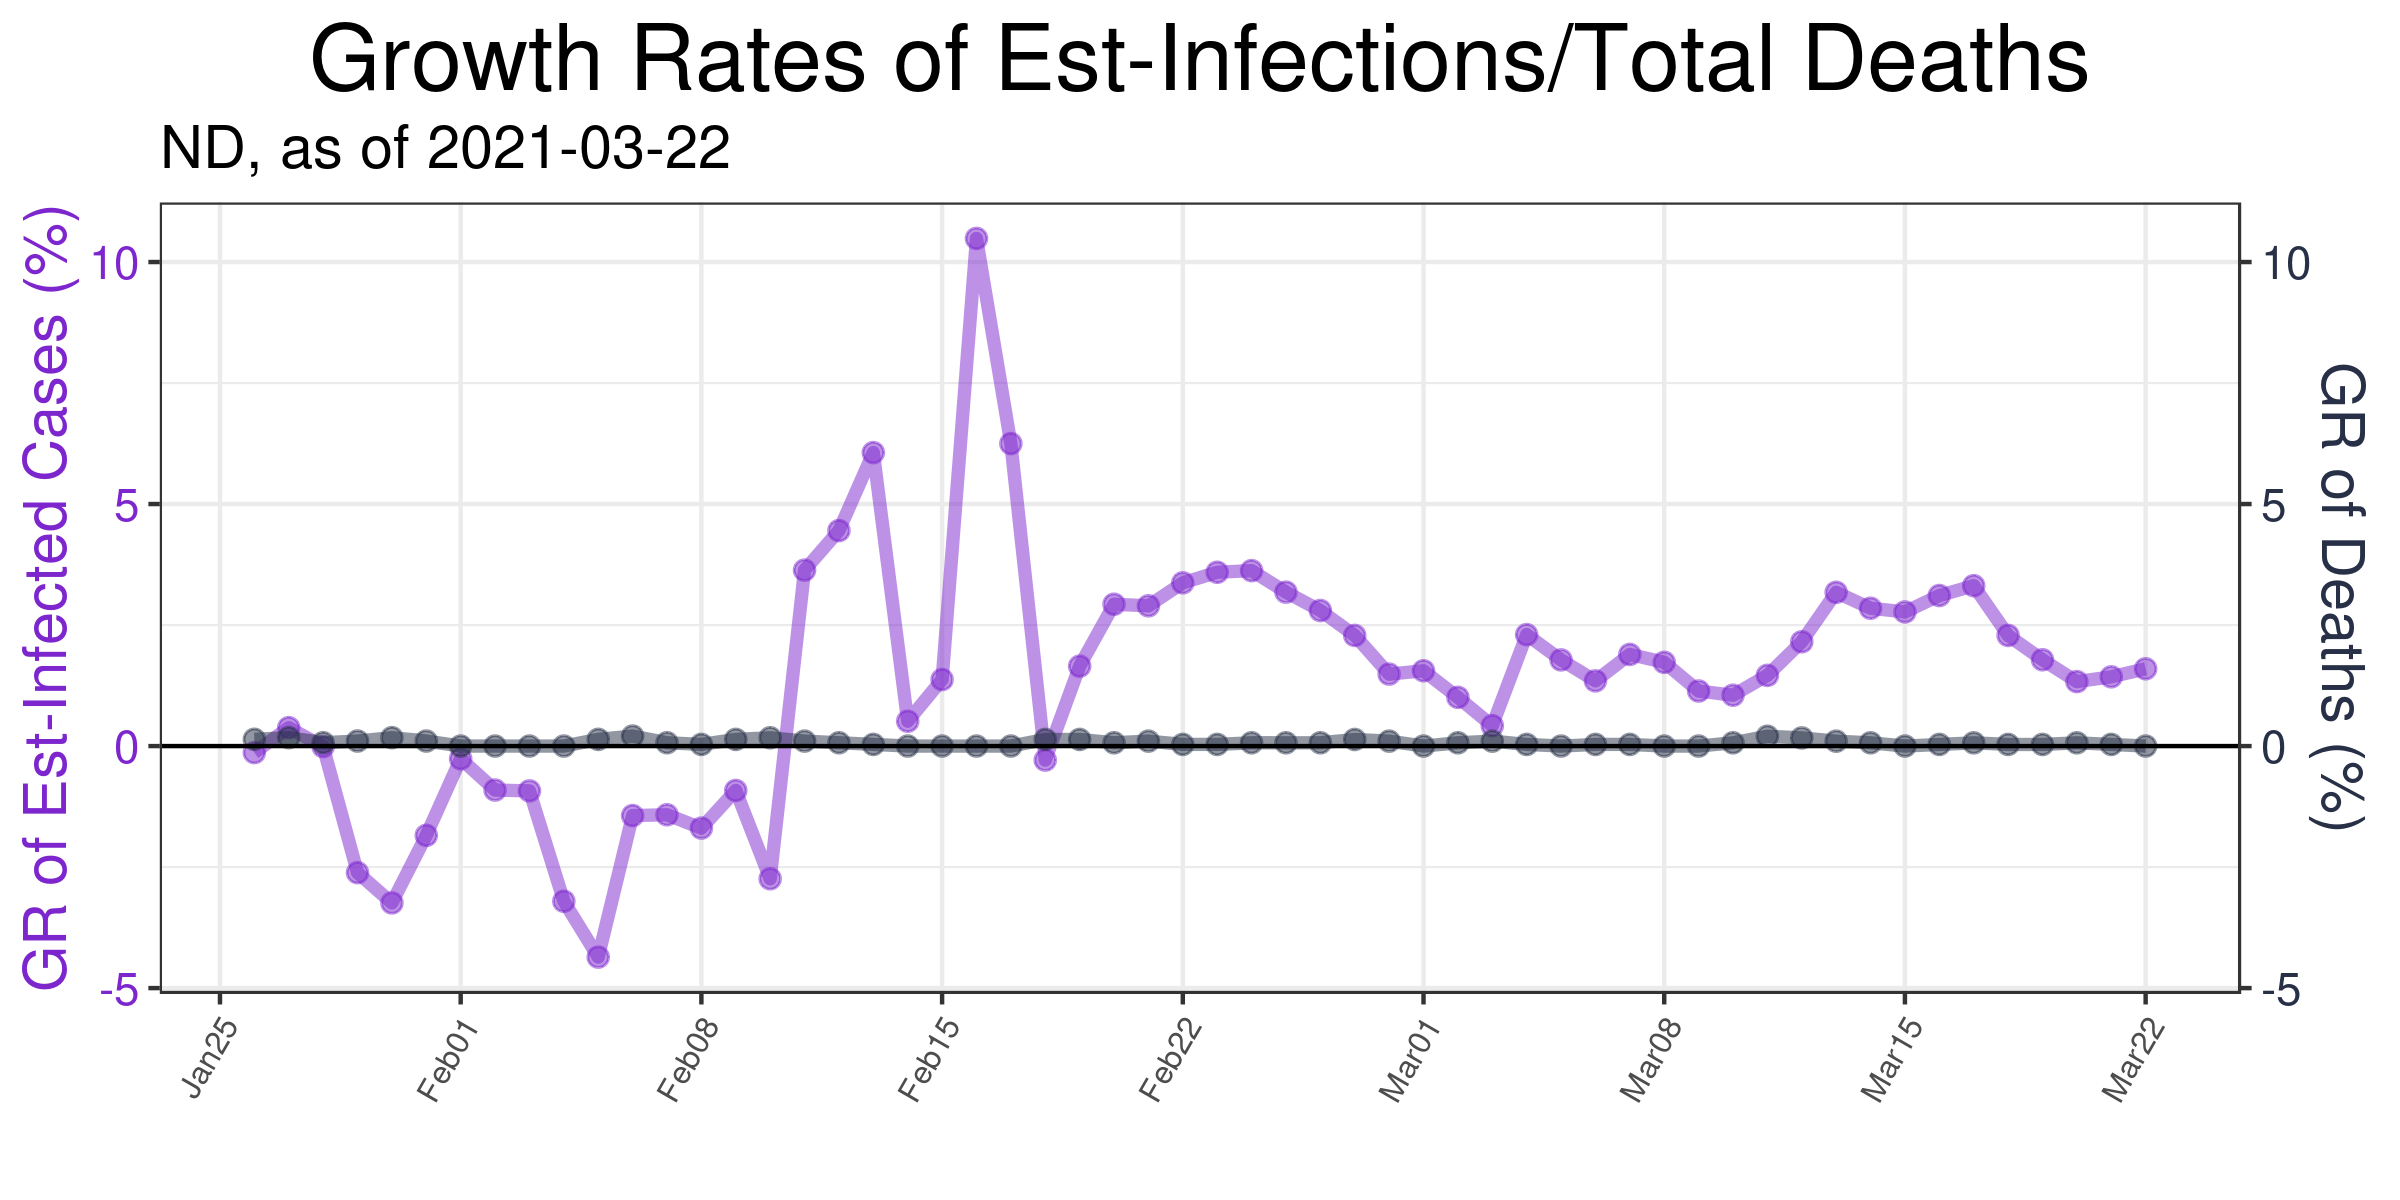 Growth Rates of Est-Infections/Total Deaths
ND, as of 2021-03-22
GR of Est-Infected Cases (%)
10
5
0
-5
10
5
0
-5
GR of Deaths (%)
Jan25
Feb01
Feb08
Feb15
Feb22
Mar01
Mar08
Mar15
Mar22